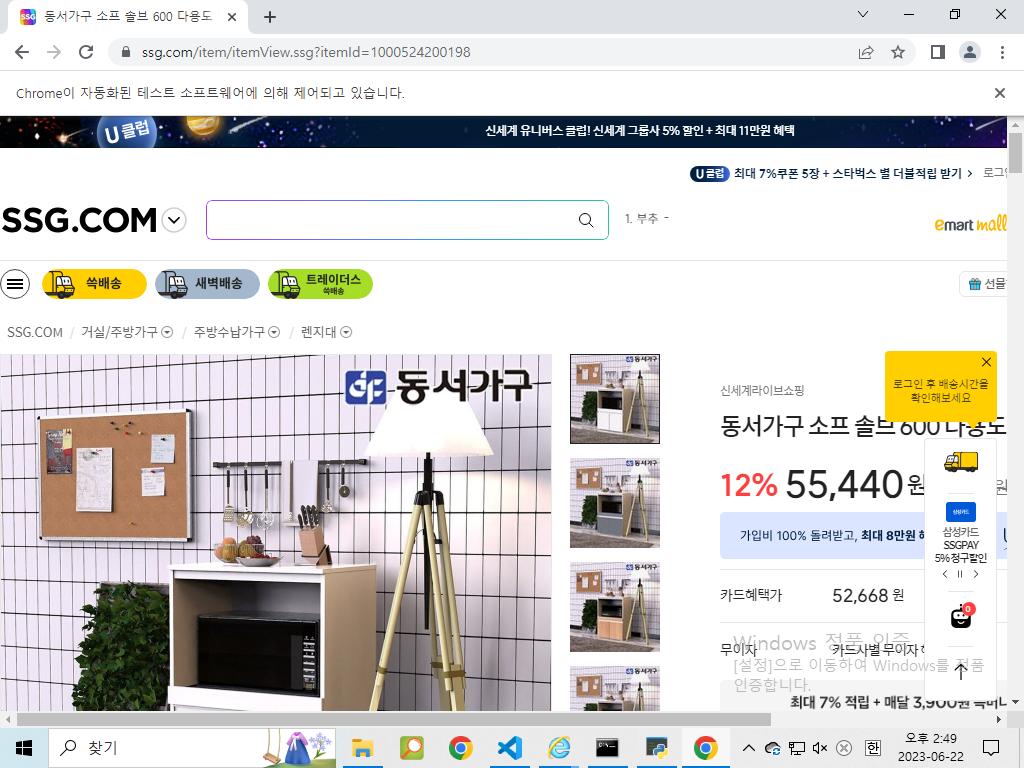 동서가구 소프 솔브 600 다용도
ssg.com/item/itemView.ssg?itemId=1000524200198
Chrome이 자동화된 테스트 소프트웨어에 의해 제어되고 있습니다.
U클럽
신세계 유니버스 클럽! 신세계 그룹사 5% 할인 + 최대 11만원 혜택
U클럽 최대 7%쿠폰 5장 + 스타벅스 별 더블적립 받기 > 로그인
SSG.COM
1. 부추 -
emart mall
쓱배송
새벽배송
트레이더스
쓱배송
선물
SSG.COM / 거실/주방가구 / 주방수납가구 / 렌지대
동서가구
로그인 후 배송시간을
확인해보세요
신세계라이브쇼핑
동서가구 소프 솔브 600 다용도
12% 55,440원
원
가입비 100% 돌려받고, 최대 8만원
삼성카드
삼성카드
SSGPAY
5% 청구할인
카드혜택가 52,668 원
0
무이자 카드사별 무이자
Windows 정품 인증
[설정]으로 이동하여 Windows를 정품
인증합니다.
최대 7% 적립 + 매달 3,900원
찾기
오후 2:49
한
2023-06-22